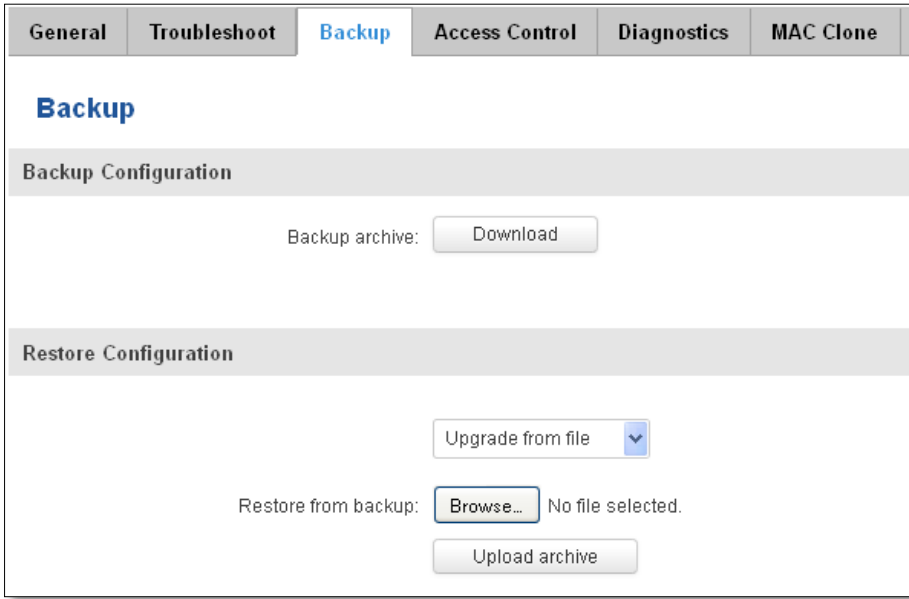 General Troubleshoot Backup Access Control Diagnostics MAC Clone
Backup
Backup Configuration
Backup archive: Download
Restore Configuration
Upgrade from file
Restore from backup: Browse... No file selected.
Upload archive